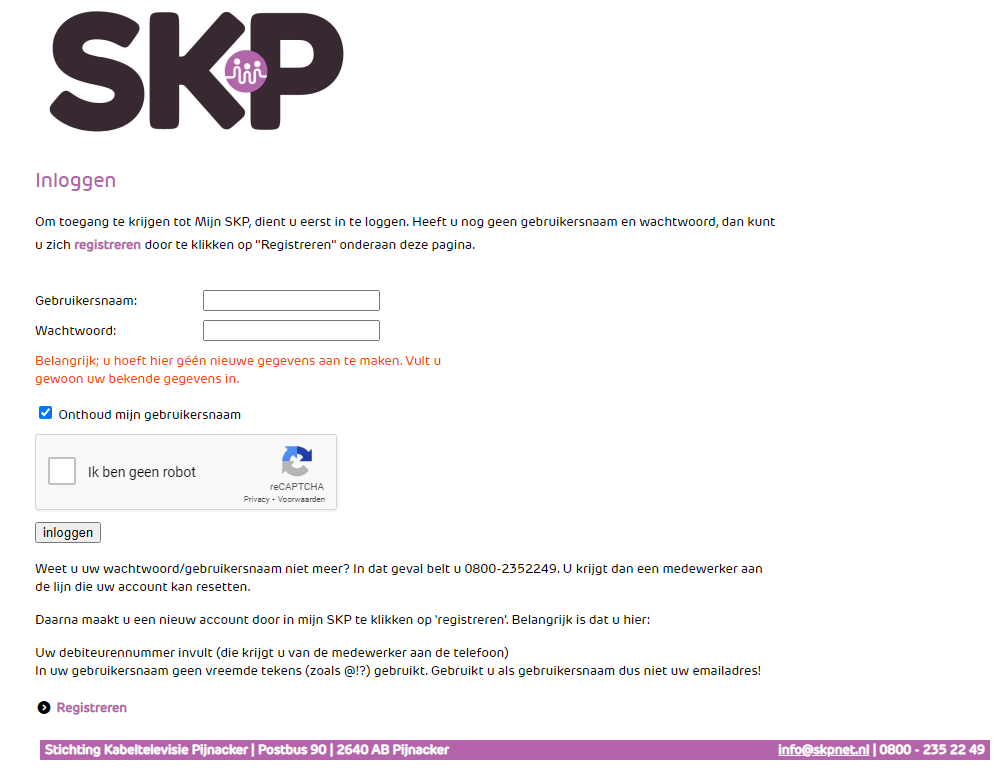 SKP
Inloggen
Om toegang te krijgen tot Mijn SKP, dient u eerst in te loggen. Heeft u nog geen gebruikersnaam en wachtwoord, dan kunt
u zich registreren door te klikken op "Registreren" onderaan deze pagina.
Gebruikersnaam:
Wachtwoord:
Belangrijk; u hoeft hier géén nieuwe gegevens aan te maken. Vult u
gewoon uw bekende gegevens in.
Onthoud mijn gebruikersnaam
Ik ben geen robot
reCAPTCHA
Privacy - Voorwaarden
inloggen
Weet u uw wachtwoord/gebruikersnaam niet meer? In dat geval belt u 0800-2352249. U krijgt dan een medewerker aan
de lijn die uw account kan resetten.
Daarna maakt u een nieuw account door in mijn SKP te klikken op 'registreren'. Belangrijk is dat u hier:
Uw debiteurennummer invult (die krijgt u van de medewerker aan de telefoon)
In uw gebruikersnaam geen vreemde tekens (zoals @!?) gebruikt. Gebruikt u als gebruikersnaam dus niet uw emailadres!
Registreren
Stichting Kabeltelevisie Pijnacker | Postbus 90 | 2640 AB Pijnacker info@skpnet.nl | 0800 - 235 22 49